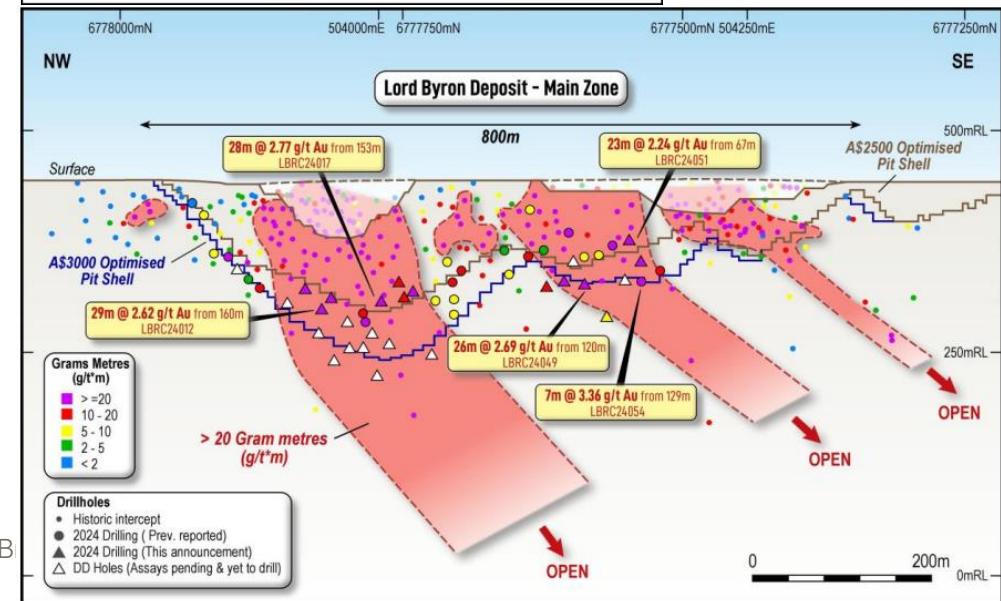 6778000mN
504000mE 6777750mN
6777500mN 504250mE
6777250mN
NW
SE
Lord Byron Deposit - Main Zone
800m
500mRL
28m @ 2.77 g/t Au from 153m
LBRC24017
23m @ 2.24 g/t Au from 67m
LBRC24051
A$2500 Optimised
Pit Shell
Surface
A$3000 Optimised
Pit Shell
29m @ 2.62 g/t Au from 160m
LBRC24012
26m @ 2.69 g/t Au from 120m
LBRC24049
250mRL
7m @ 3.36 g/t Au from 129m
LBRC24054
Grams Metres
(g/t*m)
> =20
10 - 20
5 - 10
2 - 5
< 2
> 20 Gram metres
(g/t*m)
OPEN
OPEN
OPEN
Drillholes
Historic intercept
2024 Drilling ( Prev. reported)
2024 Drilling (This announcement)
DD Holes (Assays pending & yet to drill)
0
200m
0mRL